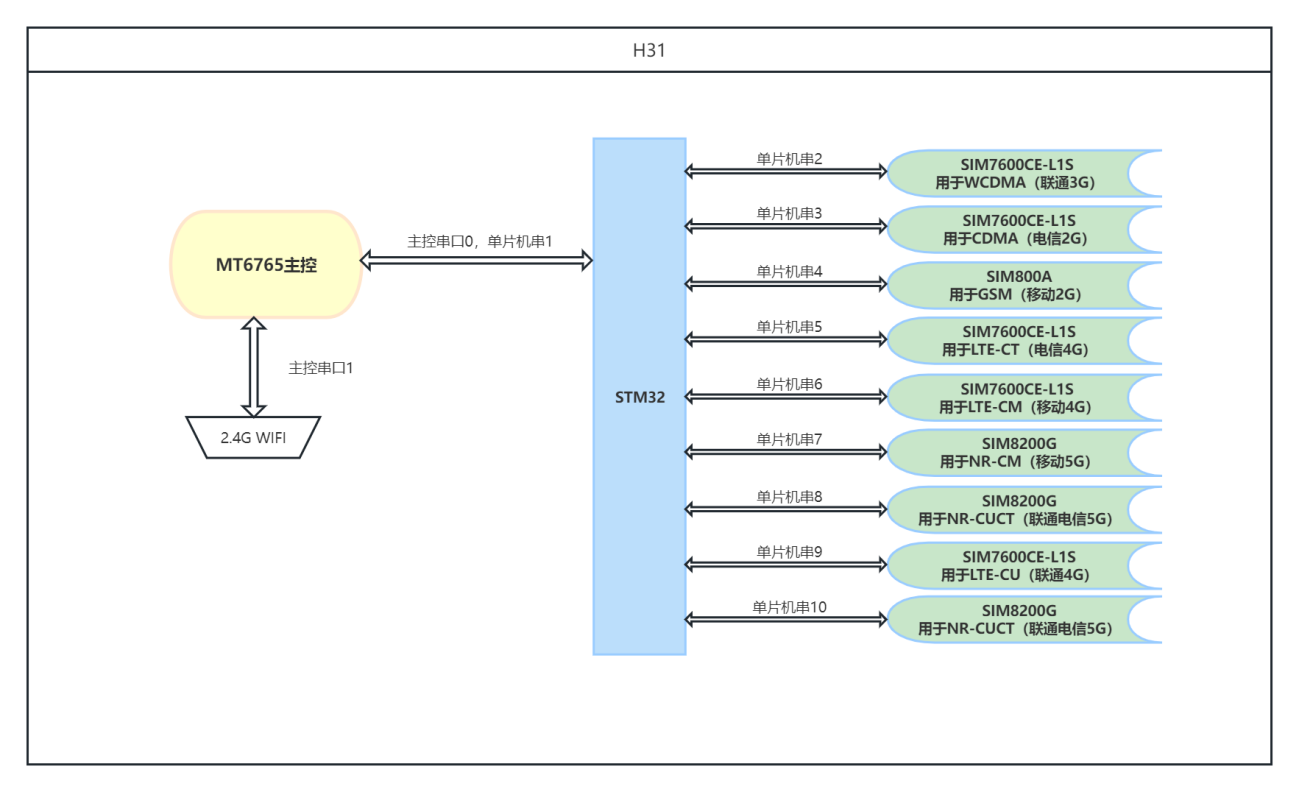 H31
MT6765主控
主控串口0，单片机串1
主控串口1
2.4G WIFI
STM32
单片机串2
SIM7600CE-L1S
用于WCDMA（联通3G）
单片机串3
SIM7600CE-L1S
用于CDMA（电信2G）
单片机串4
SIM800A
用于GSM（移动2G）
单片机串5
SIM7600CE-L1S
用于LTE-CT（电信4G）
单片机串6
SIM7600CE-L1S
用于LTE-CM（移动4G）
单片机串7
SIM8200G
用于NR-CM（移动5G）
单片机串8
SIM8200G
用于NR-CUCT（联通电信5G）
单片机串9
SIM7600CE-L1S
用于LTE-CU（联通4G）
单片机串10
SIM8200G
用于NR-CUCT（联通电信5G）